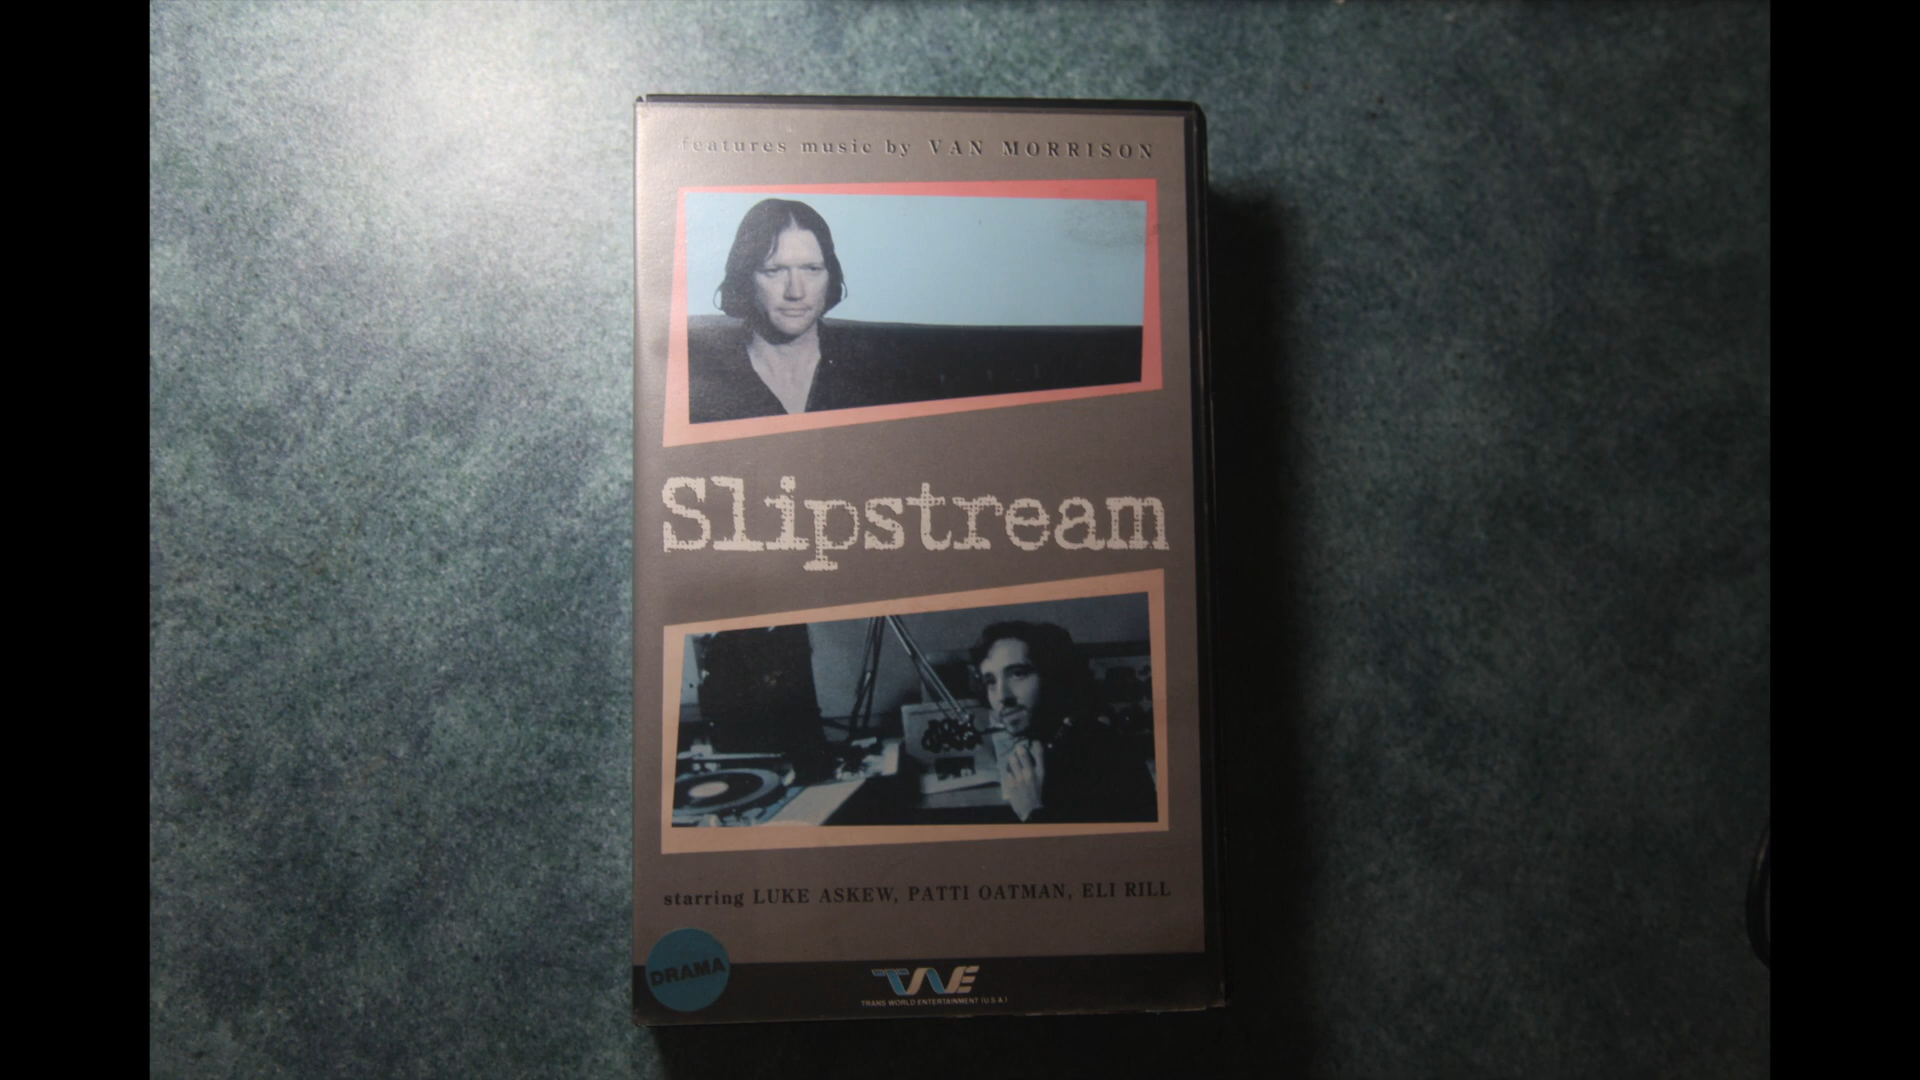 features music by VAN MORRISON
Slipstream
starring LUKE ASKEW, PATTI OATMAN, ELI RILL
DRAMA
TWE
TRANS WORLD ENTERTAINMENT (U.S.A.)